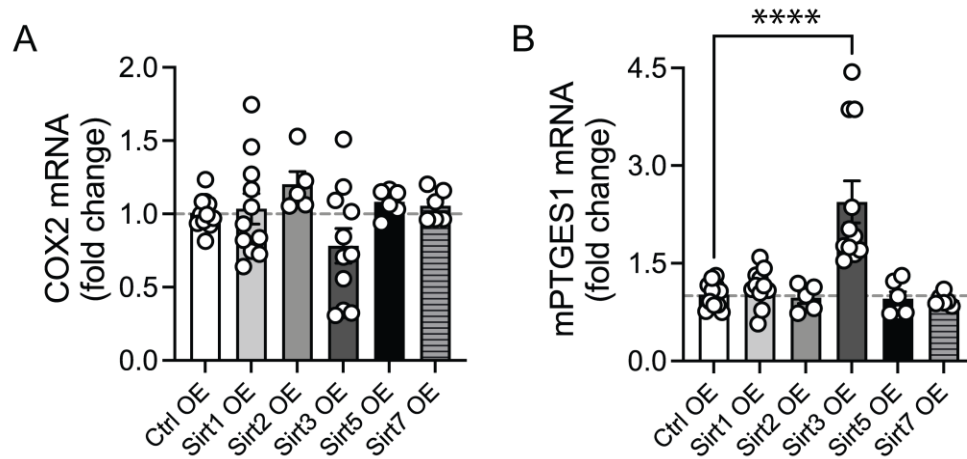 A
COX2 mRNA
(fold change)
2.0
1.5
1.0
0.5
0.0
Ctrl OE
Sirt1 OE
Sirt2 OE
Sirt3 OE
Sirt5 OE
Sirt7 OE
B
****
mPTGES1 mRNA
(fold change)
4.5
3.0
1.5
0.0
Ctrl OE
Sirt1 OE
Sirt2 OE
Sirt3 OE
Sirt5 OE
Sirt7 OE